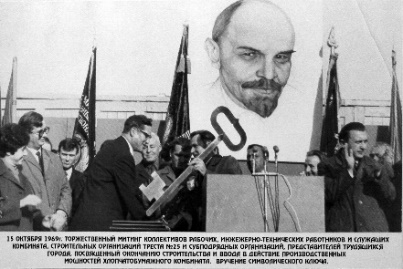 15 ОКТЯБРЯ 1969г. ТОРЖЕСТВЕННЫЙ МИТИНГ КОЛЛЕКТИВОВ РАБОЧИХ, ИНЖЕНЕРНО-ТЕХНИЧЕСКИХ РАБОТНИКОВ И СЛУЖАЩИХ
КОМБИНАТА, СТРОИТЕЛЬНЫХ ОРГАНИЗАЦИЙ ТРЕСТА №25 И СУБПОДРЯДНЫХ ОРГАНИЗАЦИЙ, ПРЕДСТАВИТЕЛЕЙ ТРУДЯЩИХСЯ
ГОРОДА, ПОСВЯЩЕННЫЙ ОКОНЧАНИЮ СТРОИТЕЛЬСТВА И ВВОДА В ДЕЙСТВИЕ ПРОИЗВОДСТВЕННЫХ
МОЩНОСТЕЙ ХЛОПЧАТОБУМАЖНОГО КОМБИНАТА. ВРУЧЕНИЕ СИМВОЛИЧЕСКОГО КЛЮЧА.